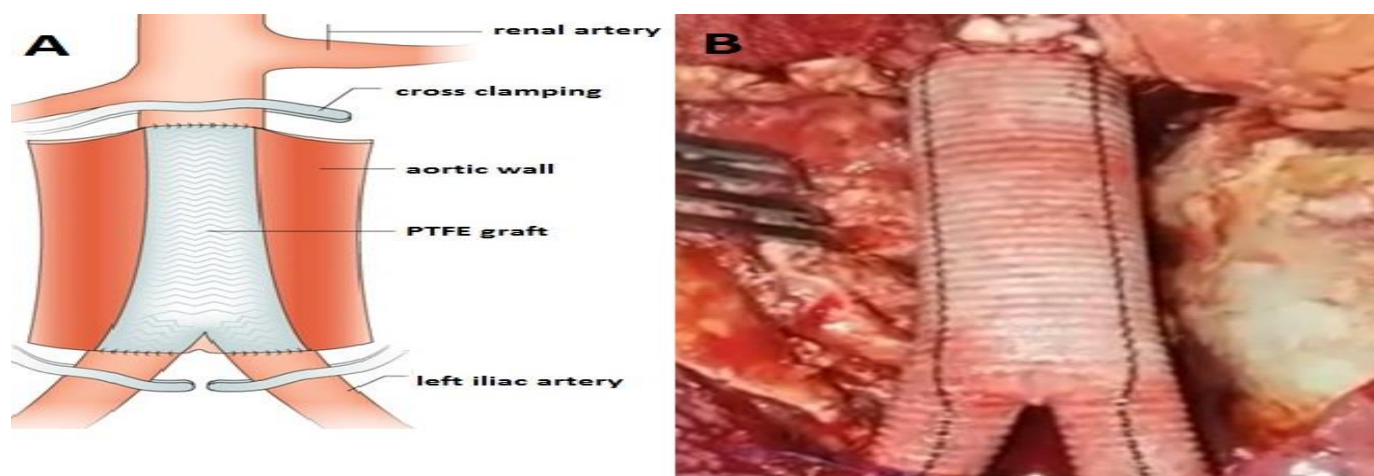 A
renal artery
cross clamping
aortic wall
PTFE graft
left iliac artery
B